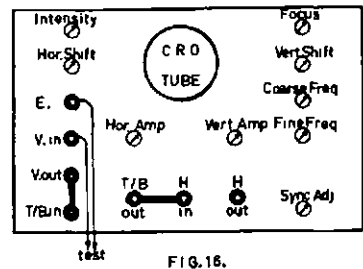 Intensity
Focus
Hor.Shift
CRO
TUBE
Vert Shift
Coarse Freq
E.
V. in
Hor. Amp
Vert. Amp
Fine Freq
V.out
T/B
H
H
T/B in
out
in
out
Sync Adj
test
FIG.16.